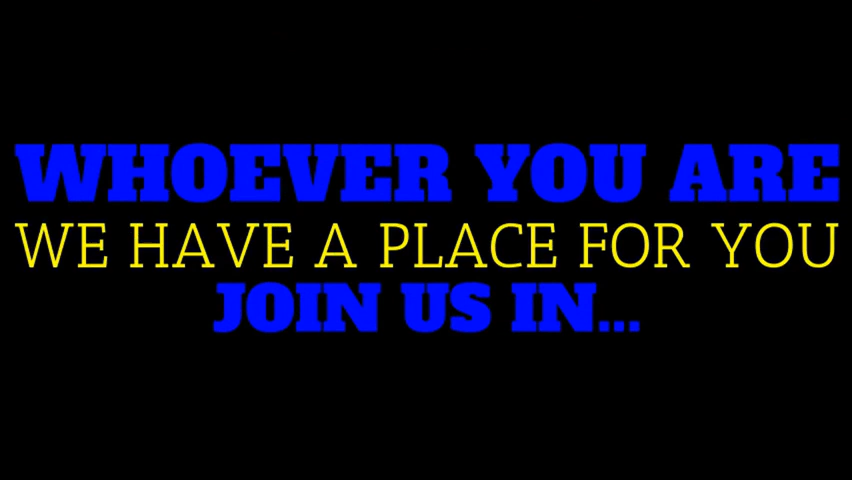 WHOEVER YOU ARE
WE HAVE A PLACE FOR YOU
JOIN US IN...